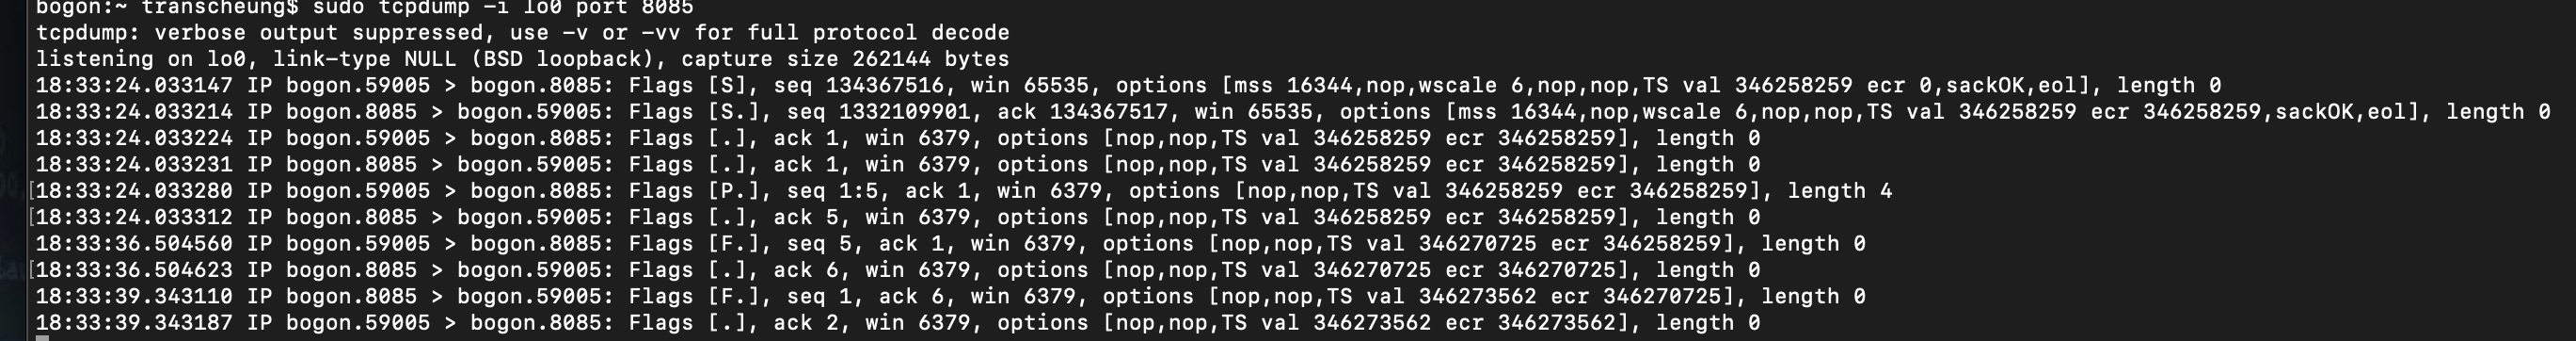 bogon:~ transcheung$ sudo tcpdump -i lo0 port 8085
tcpdump: verbose output suppressed, use -v or -vv for full protocol decode
listening on lo0, link-type NULL (BSD loopback), capture size 262144 bytes
18:33:24.033147 IP bogon.59005 > bogon.8085: Flags [S], seq 134367516, win 65535, options [mss 16344,nop,wscale 6,nop,nop,TS val 346258259 ecr 0,sackOK,eol], length 0
18:33:24.033214 IP bogon.8085 > bogon.59005: Flags [S.], seq 1332109901, ack 134367517, win 65535, options [mss 16344,nop,wscale 6,nop,nop,TS val 346258259 ecr 346258259,sackOK,eol], length 0
18:33:24.033224 IP bogon.59005 > bogon.8085: Flags [.], ack 1, win 6379, options [nop,nop,TS val 346258259 ecr 346258259], length 0
18:33:24.033231 IP bogon.8085 > bogon.59005: Flags [.], ack 1, win 6379, options [nop,nop,TS val 346258259 ecr 346258259], length 0
[18:33:24.033280 IP bogon.59005 > bogon.8085: Flags [P.], seq 1:5, ack 1, win 6379, options [nop,nop,TS val 346258259 ecr 346258259], length 4
[18:33:24.033312 IP bogon.8085 > bogon.59005: Flags [.], ack 5, win 6379, options [nop,nop,TS val 346258259 ecr 346258259], length 0
18:33:36.504560 IP bogon.59005 > bogon.8085: Flags [F.], seq 5, ack 1, win 6379, options [nop,nop,TS val 346270725 ecr 346258259], length 0
[18:33:36.504623 IP bogon.8085 > bogon.59005: Flags [.], ack 6, win 6379, options [nop,nop,TS val 346270725 ecr 346270725], length 0
18:33:39.343110 IP bogon.8085 > bogon.59005: Flags [F.], seq 1, ack 6, win 6379, options [nop,nop,TS val 346273562 ecr 346270725], length 0
18:33:39.343187 IP bogon.59005 > bogon.8085: Flags [.], ack 2, win 6379, options [nop,nop,TS val 346273562 ecr 346273562], length 0